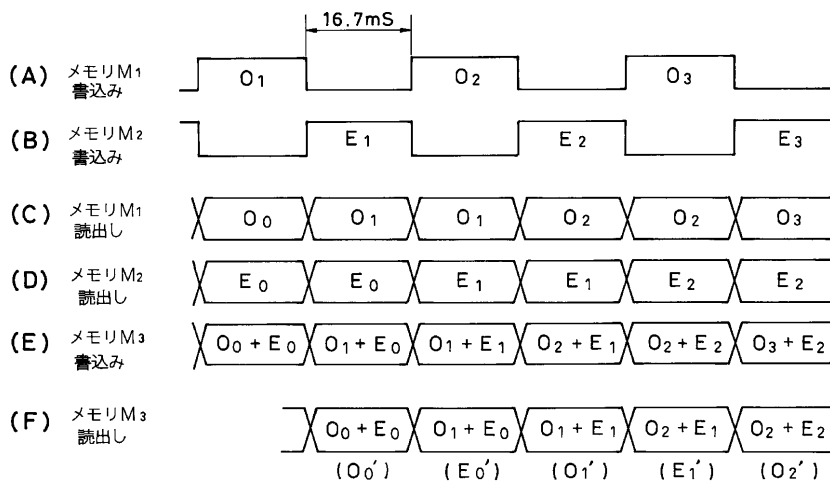 16.7mS
(A) メモリM1 書込み O1 O2 O3
(B) メモリM2 書込み E1 E2 E3
(C) メモリM1 読出し O0 O1 O1 O2 O2 O3
(D) メモリM2 読出し E0 E0 E1 E1 E2 E2
(E) メモリM3 書込み O0+E0 O1+E0 O1+E1 O2+E1 O2+E2 O3+E2
(F) メモリM3 読出し O0+E0 O1+E0 O1+E1 O2+E1 O2+E2
(O0') (E0') (O1') (E1') (O2')